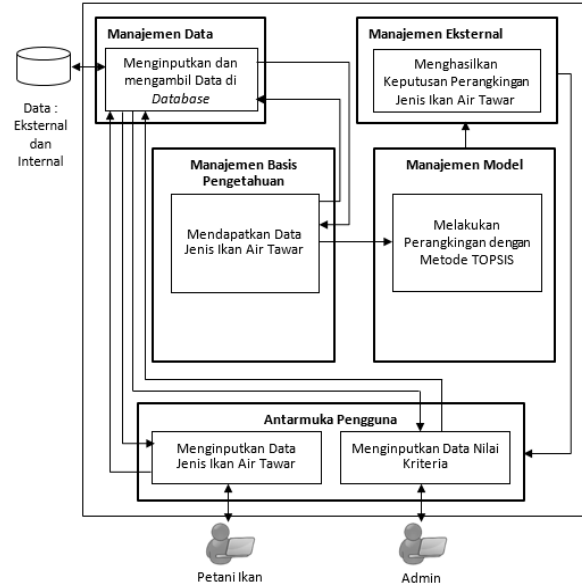 Manajemen Data
Menginputkan dan
mengambil Data di
Database
Manajemen Eksternal
Menghasilkan
Keputusan Perangkingan
Jenis Ikan Air Tawar
Data :
Eksternal
dan
Internal
Manajemen Basis
Pengetahuan
Mendapatkan Data
Jenis Ikan Air Tawar
Manajemen Model
Melakukan
Perangkingan dengan
Metode TOPSIS
Antarmuka Pengguna
Menginputkan Data
Jenis Ikan Air Tawar
Menginputkan Data Nilai
Kriteria
Petani Ikan
Admin